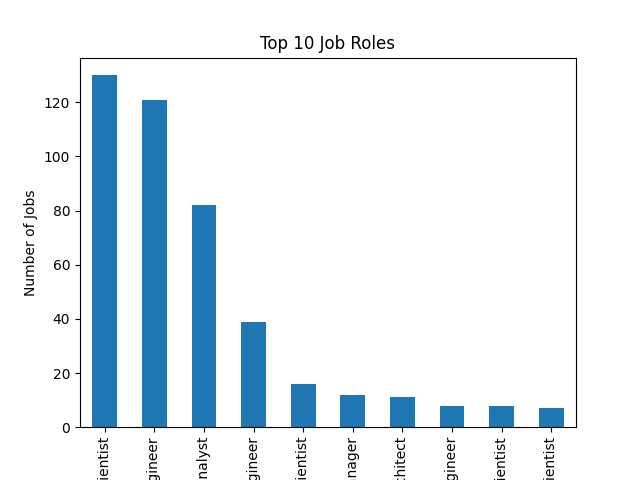 Top 10 Job Roles
Number of Jobs
120
100
80
60
40
20
0
ientist
gineer
nalyst
gineer
ientist
nager
chitect
gineer
ientist
ientist